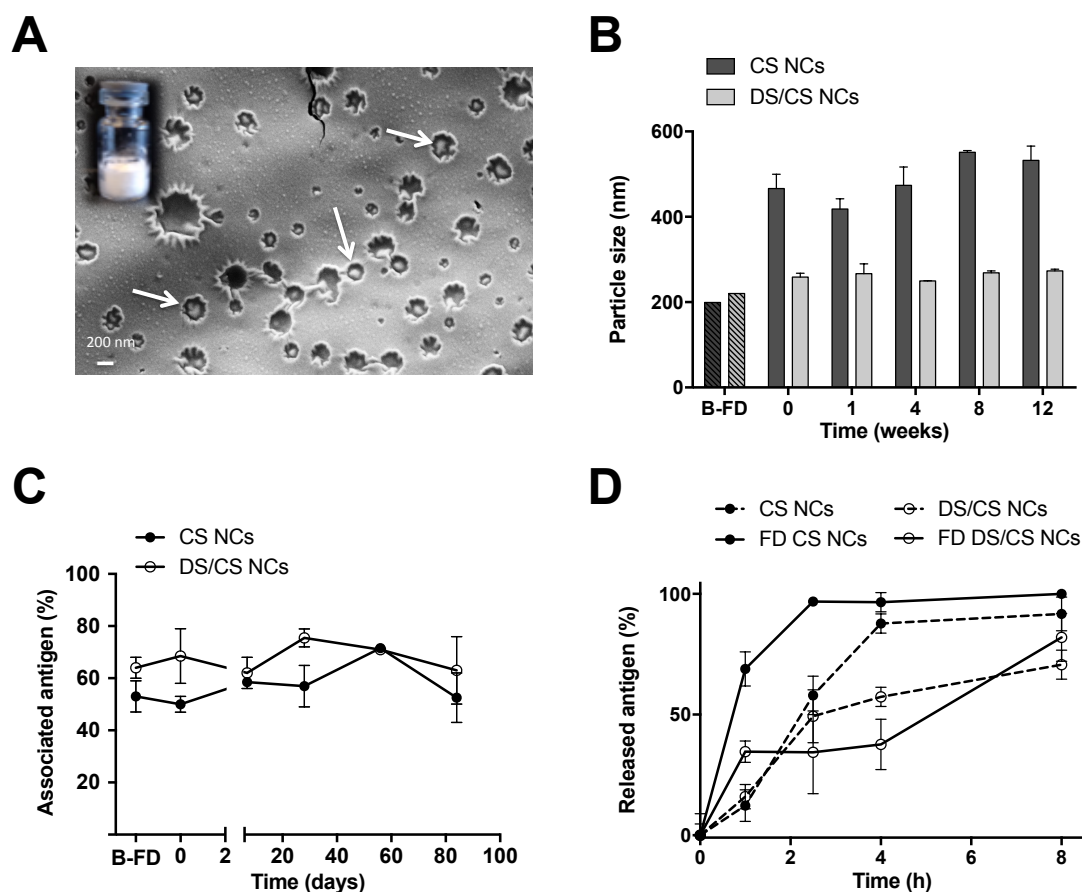 A
200 nm
B
CS NCs
DS/CS NCs
Particle size (nm)
600
400
200
0
B-FD 0 1 4 8 12
Time (weeks)
C
CS NCs
DS/CS NCs
Associated antigen (%)
100
80
60
40
20
B-FD 0 2 20 40 60 80 100
Time (days)
D
CS NCs DS/CS NCs
FD CS NCs FD DS/CS NCs
Released antigen (%)
100
50
0
0 2 4 6 8
Time (h)